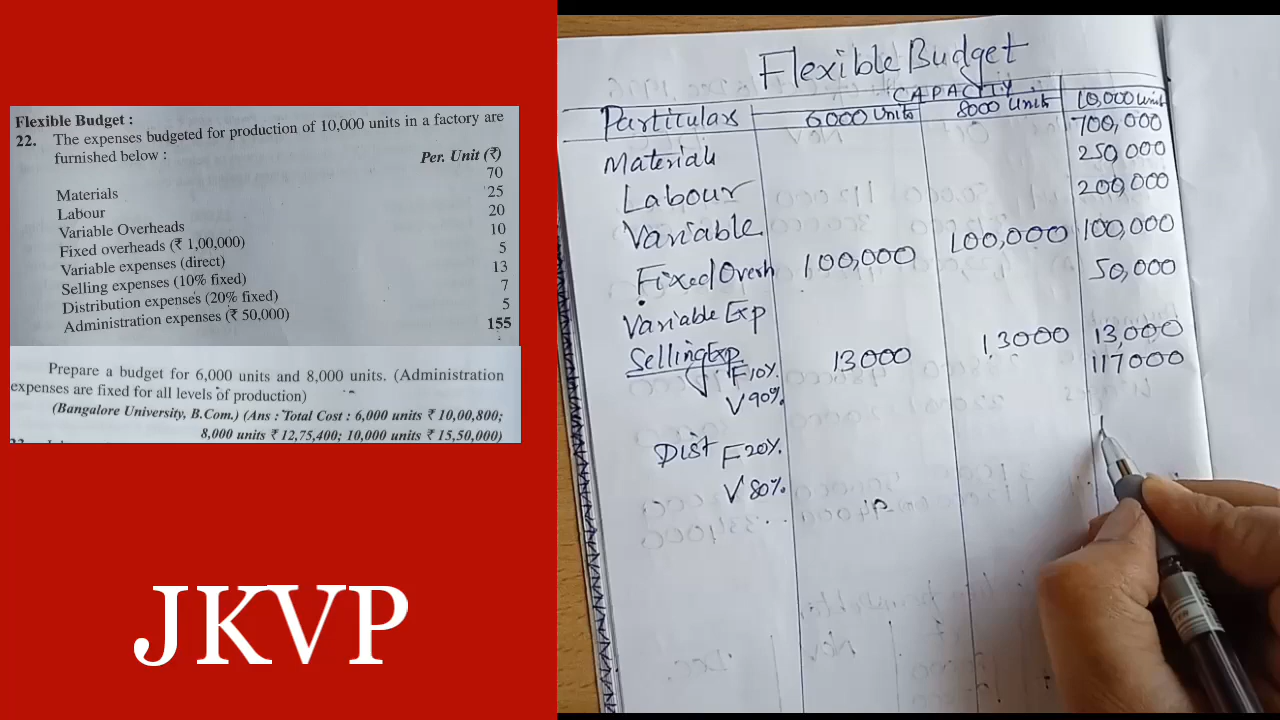 Flexible Budget :
22. The expenses budgeted for production of 10,000 units in a factory are
furnished below :
Per. Unit (₹)
Materials 70
Labour 25
Variable Overheads 20
Fixed overheads (₹ 1,00,000) 10
Variable expenses (direct) 5
Selling expenses (10% fixed) 13
Distribution expenses (20% fixed) 7
Administration expenses (₹ 50,000) 5
155
Prepare a budget for 6,000 units and 8,000 units. (Administration
expenses are fixed for all levels of production)
(Bangalore University, B.Com.) (Ans : Total Cost : 6,000 units ₹ 10,00,800;
8,000 units ₹ 12,75,400; 10,000 units ₹ 15,50,000)
JKVP
Flexible Budget
CAPACITY
Particulars 6000 Units 8000 Units 10,000 Unit
Materials 700,000
Labour 250,000
Variable 200,000
Fixed Overh 100,000 100,000 100,000
Variable Exp 50,000
Selling Exp
F 10% 13000 13000 13,000
V 90% 117000
Dist F 20%
V 80%